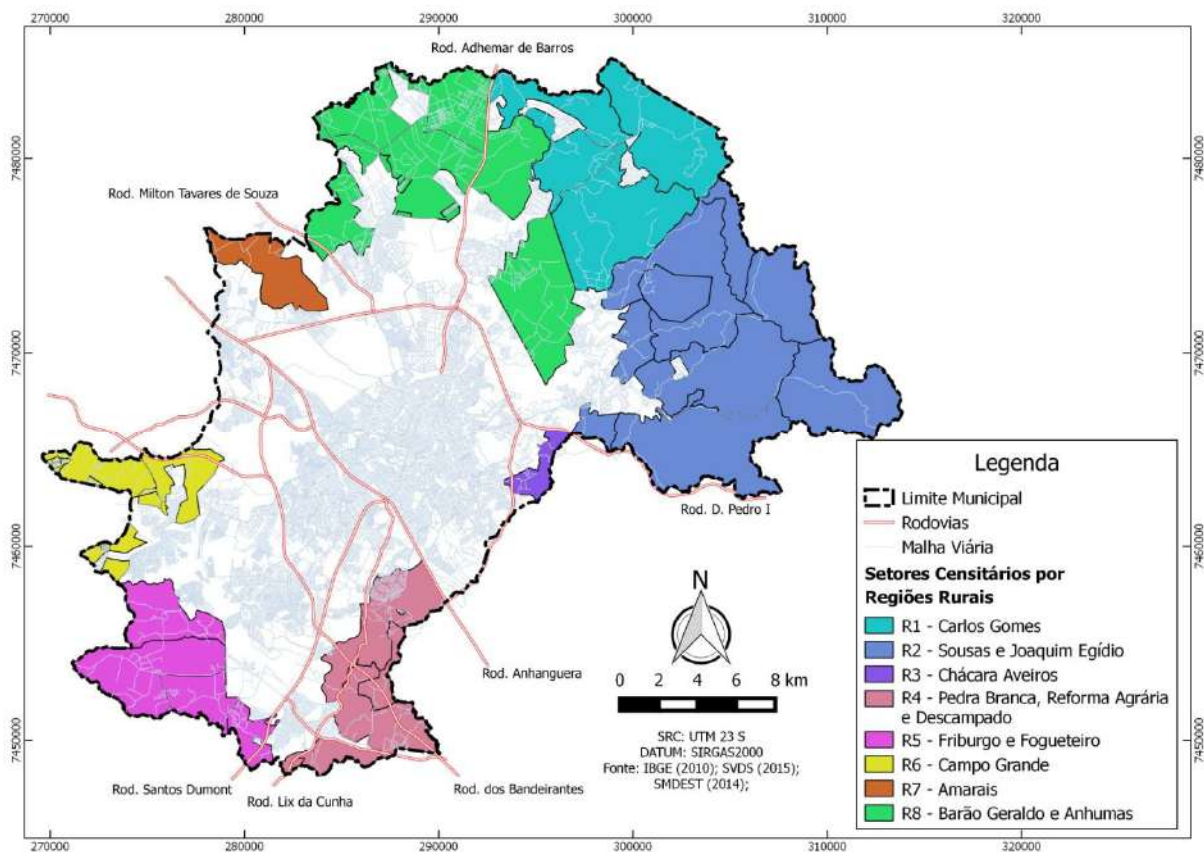 270000 280000 290000 300000 310000 320000
Rod. Adhemar de Barros
7480000 7480000
Rod. Milton Tavares de Souza
7470000 7470000
Rod. D. Pedro I
7460000 7460000
Rod. Anhanguera
7450000 7450000
Rod. Santos Dumont
Rod. Lix da Cunha
Rod. dos Bandeirantes
N
0 2 4 6 8 km
SRC: UTM 23 S
DATUM: SIRGAS2000
Fonte: IBGE (2010); SVDS (2015);
SMDEST (2014);
Legenda
Limite Municipal
Rodovias
Malha Viária
Setores Censitários por
Regiões Rurais
R1 - Carlos Gomes
R2 - Sousas e Joaquim Egídio
R3 - Chácara Aveiros
R4 - Pedra Branca, Reforma Agrária
e Descampado
R5 - Friburgo e Fogueteiro
R6 - Campo Grande
R7 - Amarais
R8 - Barão Geraldo e Anhumas
270000 280000 290000 300000 310000 320000